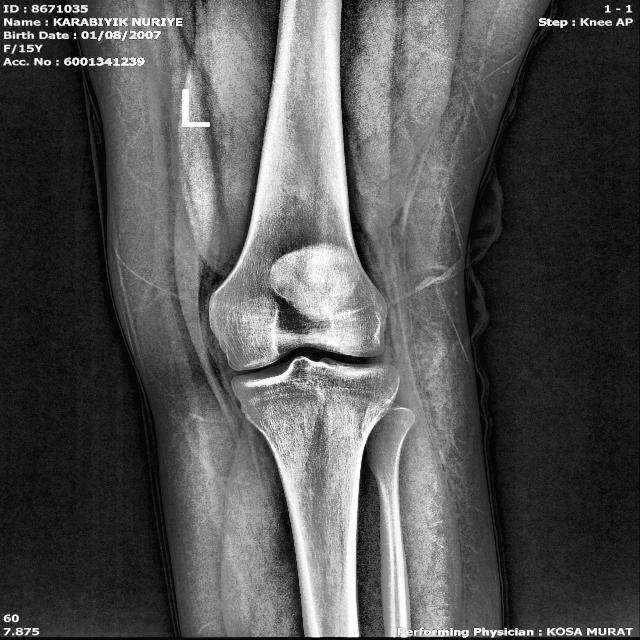 ID : 8671035
Name : KARABIYIK NURIYE
Birth Date : 01/08/2007
F/15Y
Acc. No : 6001341239
1 - 1
Step : Knee AP
L
60
7.875
Performing Physician : KOSA MURAT